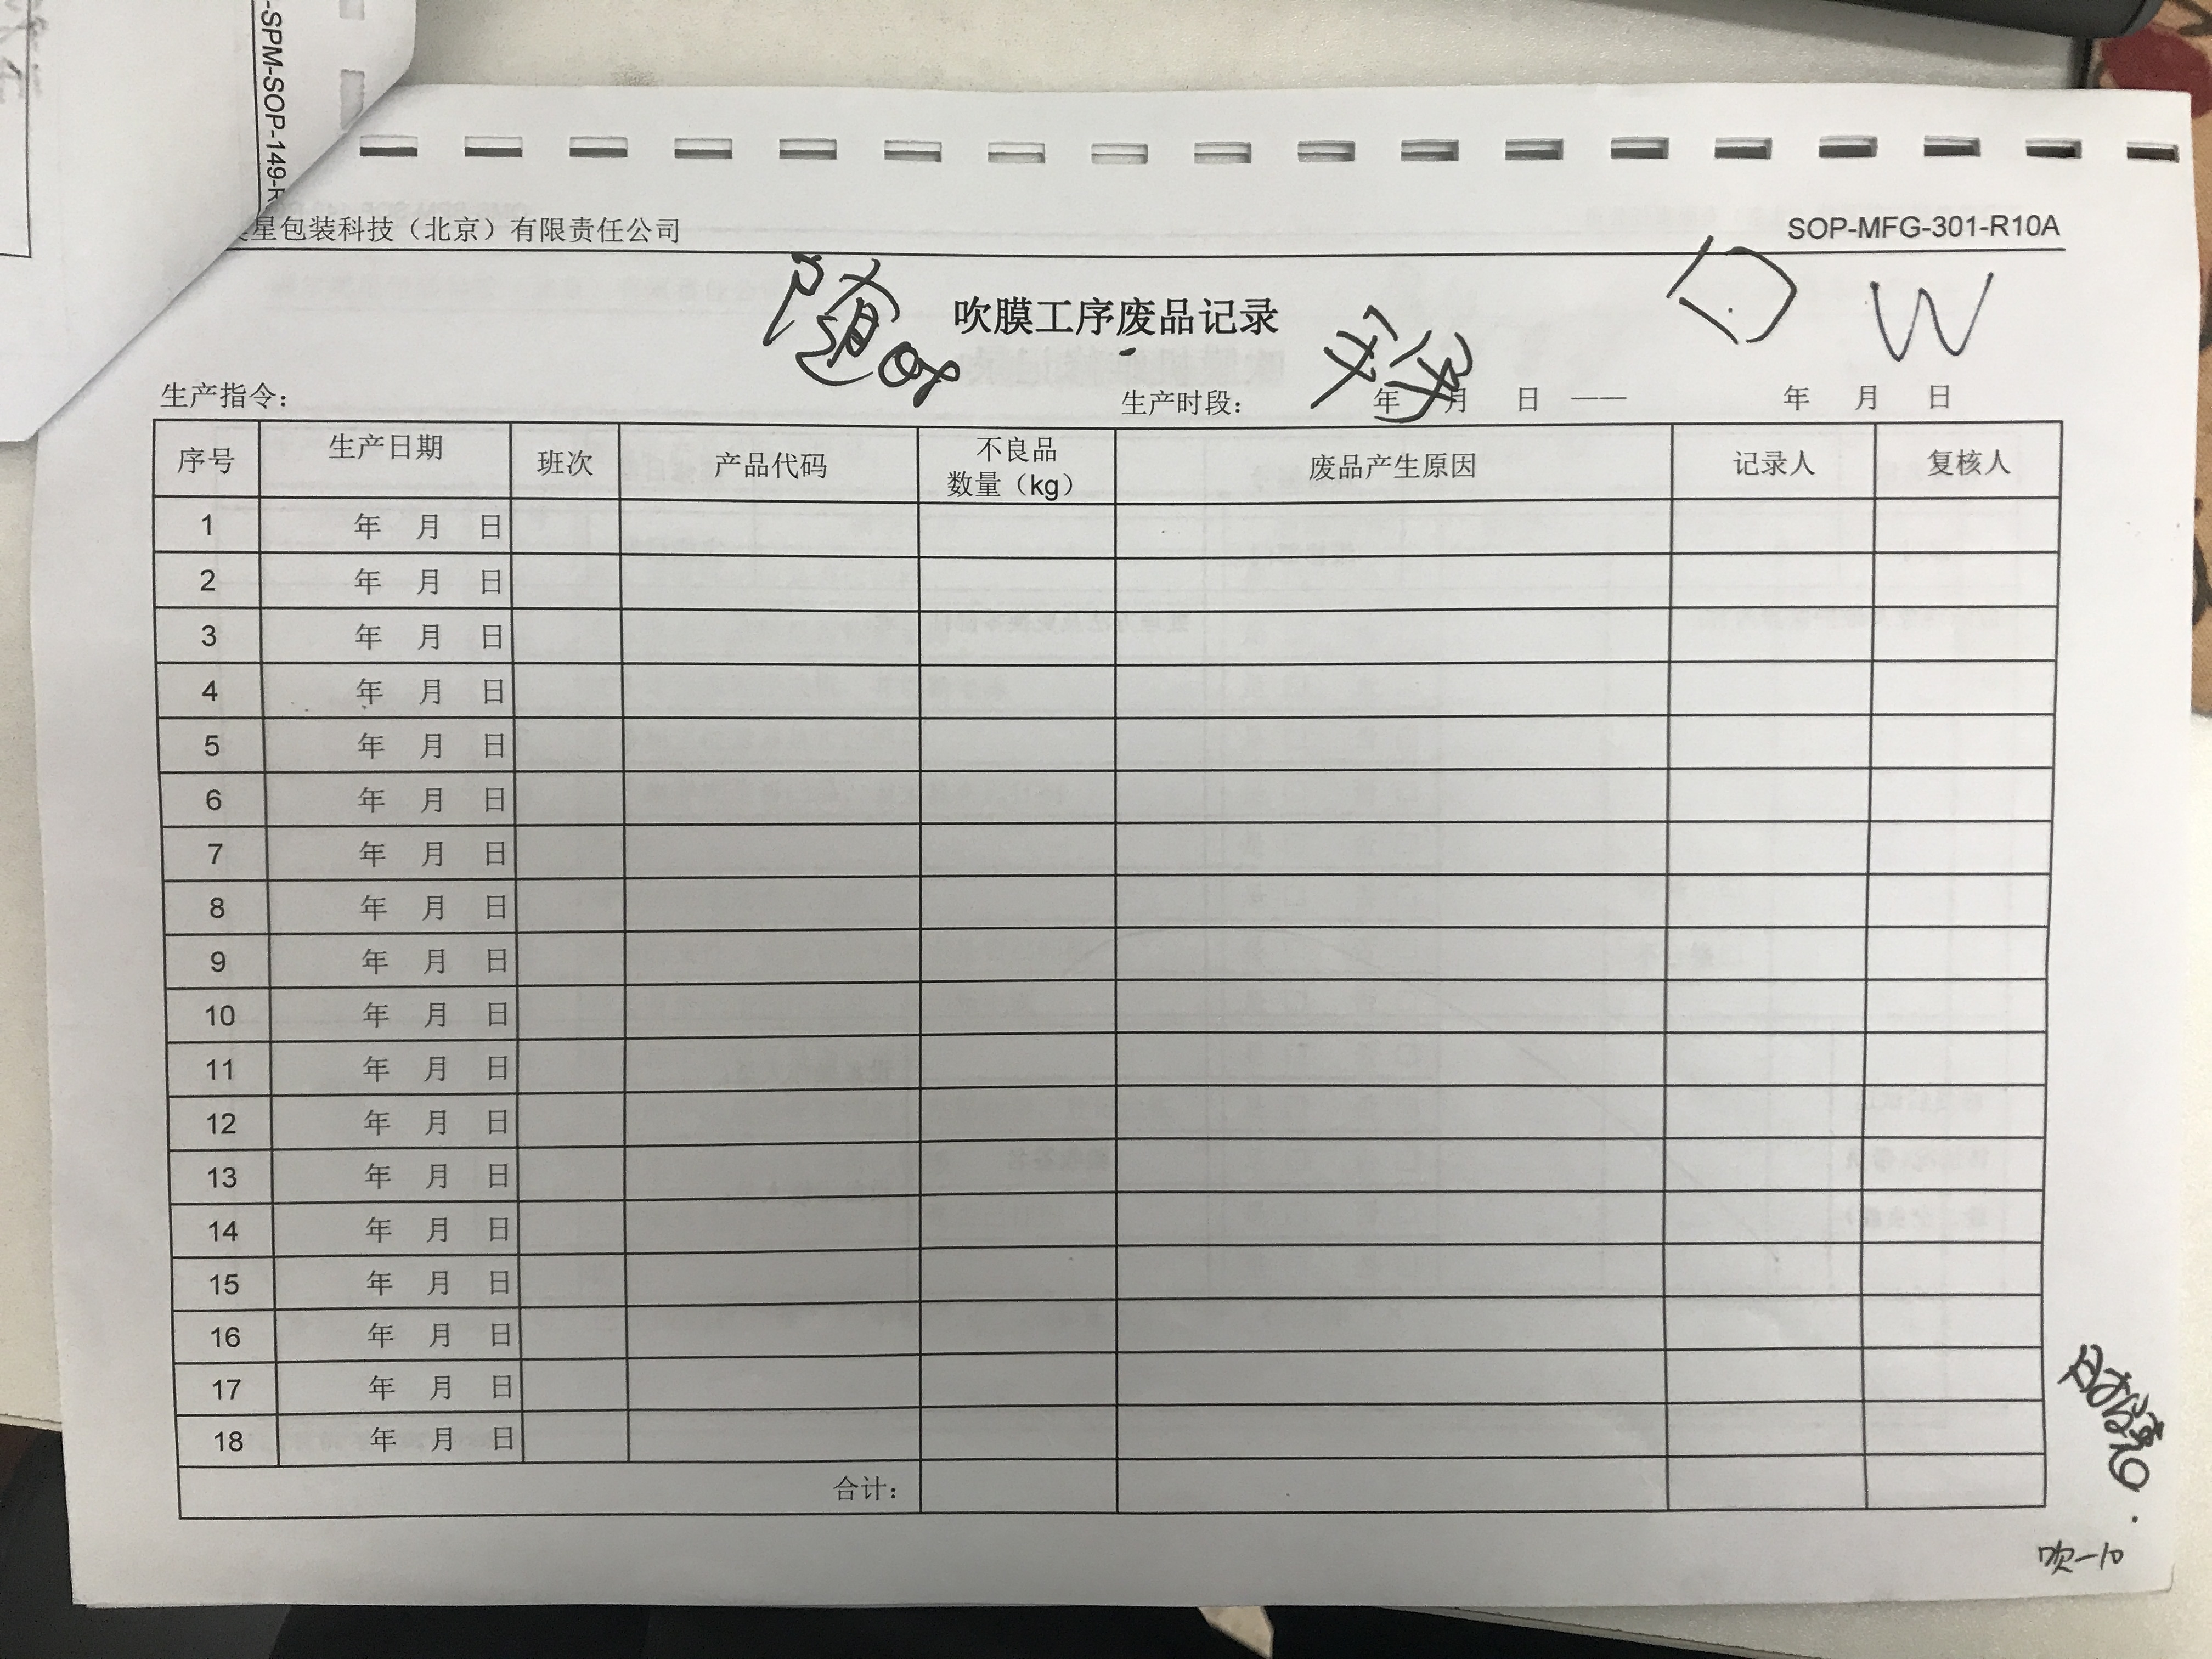 -SPM-SOP-149-R
星包装科技（北京）有限责任公司
SOP-MFG-301-R10A
随时
W
吹膜工序废品记录
生产指令：
生产时段： 年 月 日 —— 年 月 日
序号 生产日期 班次 产品代码 不良品 数量（kg） 废品产生原因 记录人 复核人
1 年 月 日
2 年 月 日
3 年 月 日
4 年 月 日
5 年 月 日
6 年 月 日
7 年 月 日
8 年 月 日
9 年 月 日
10 年 月 日
11 年 月 日
12 年 月 日
13 年 月 日
14 年 月 日
15 年 月 日
16 年 月 日
17 年 月 日
18 年 月 日
合计：
吹-10